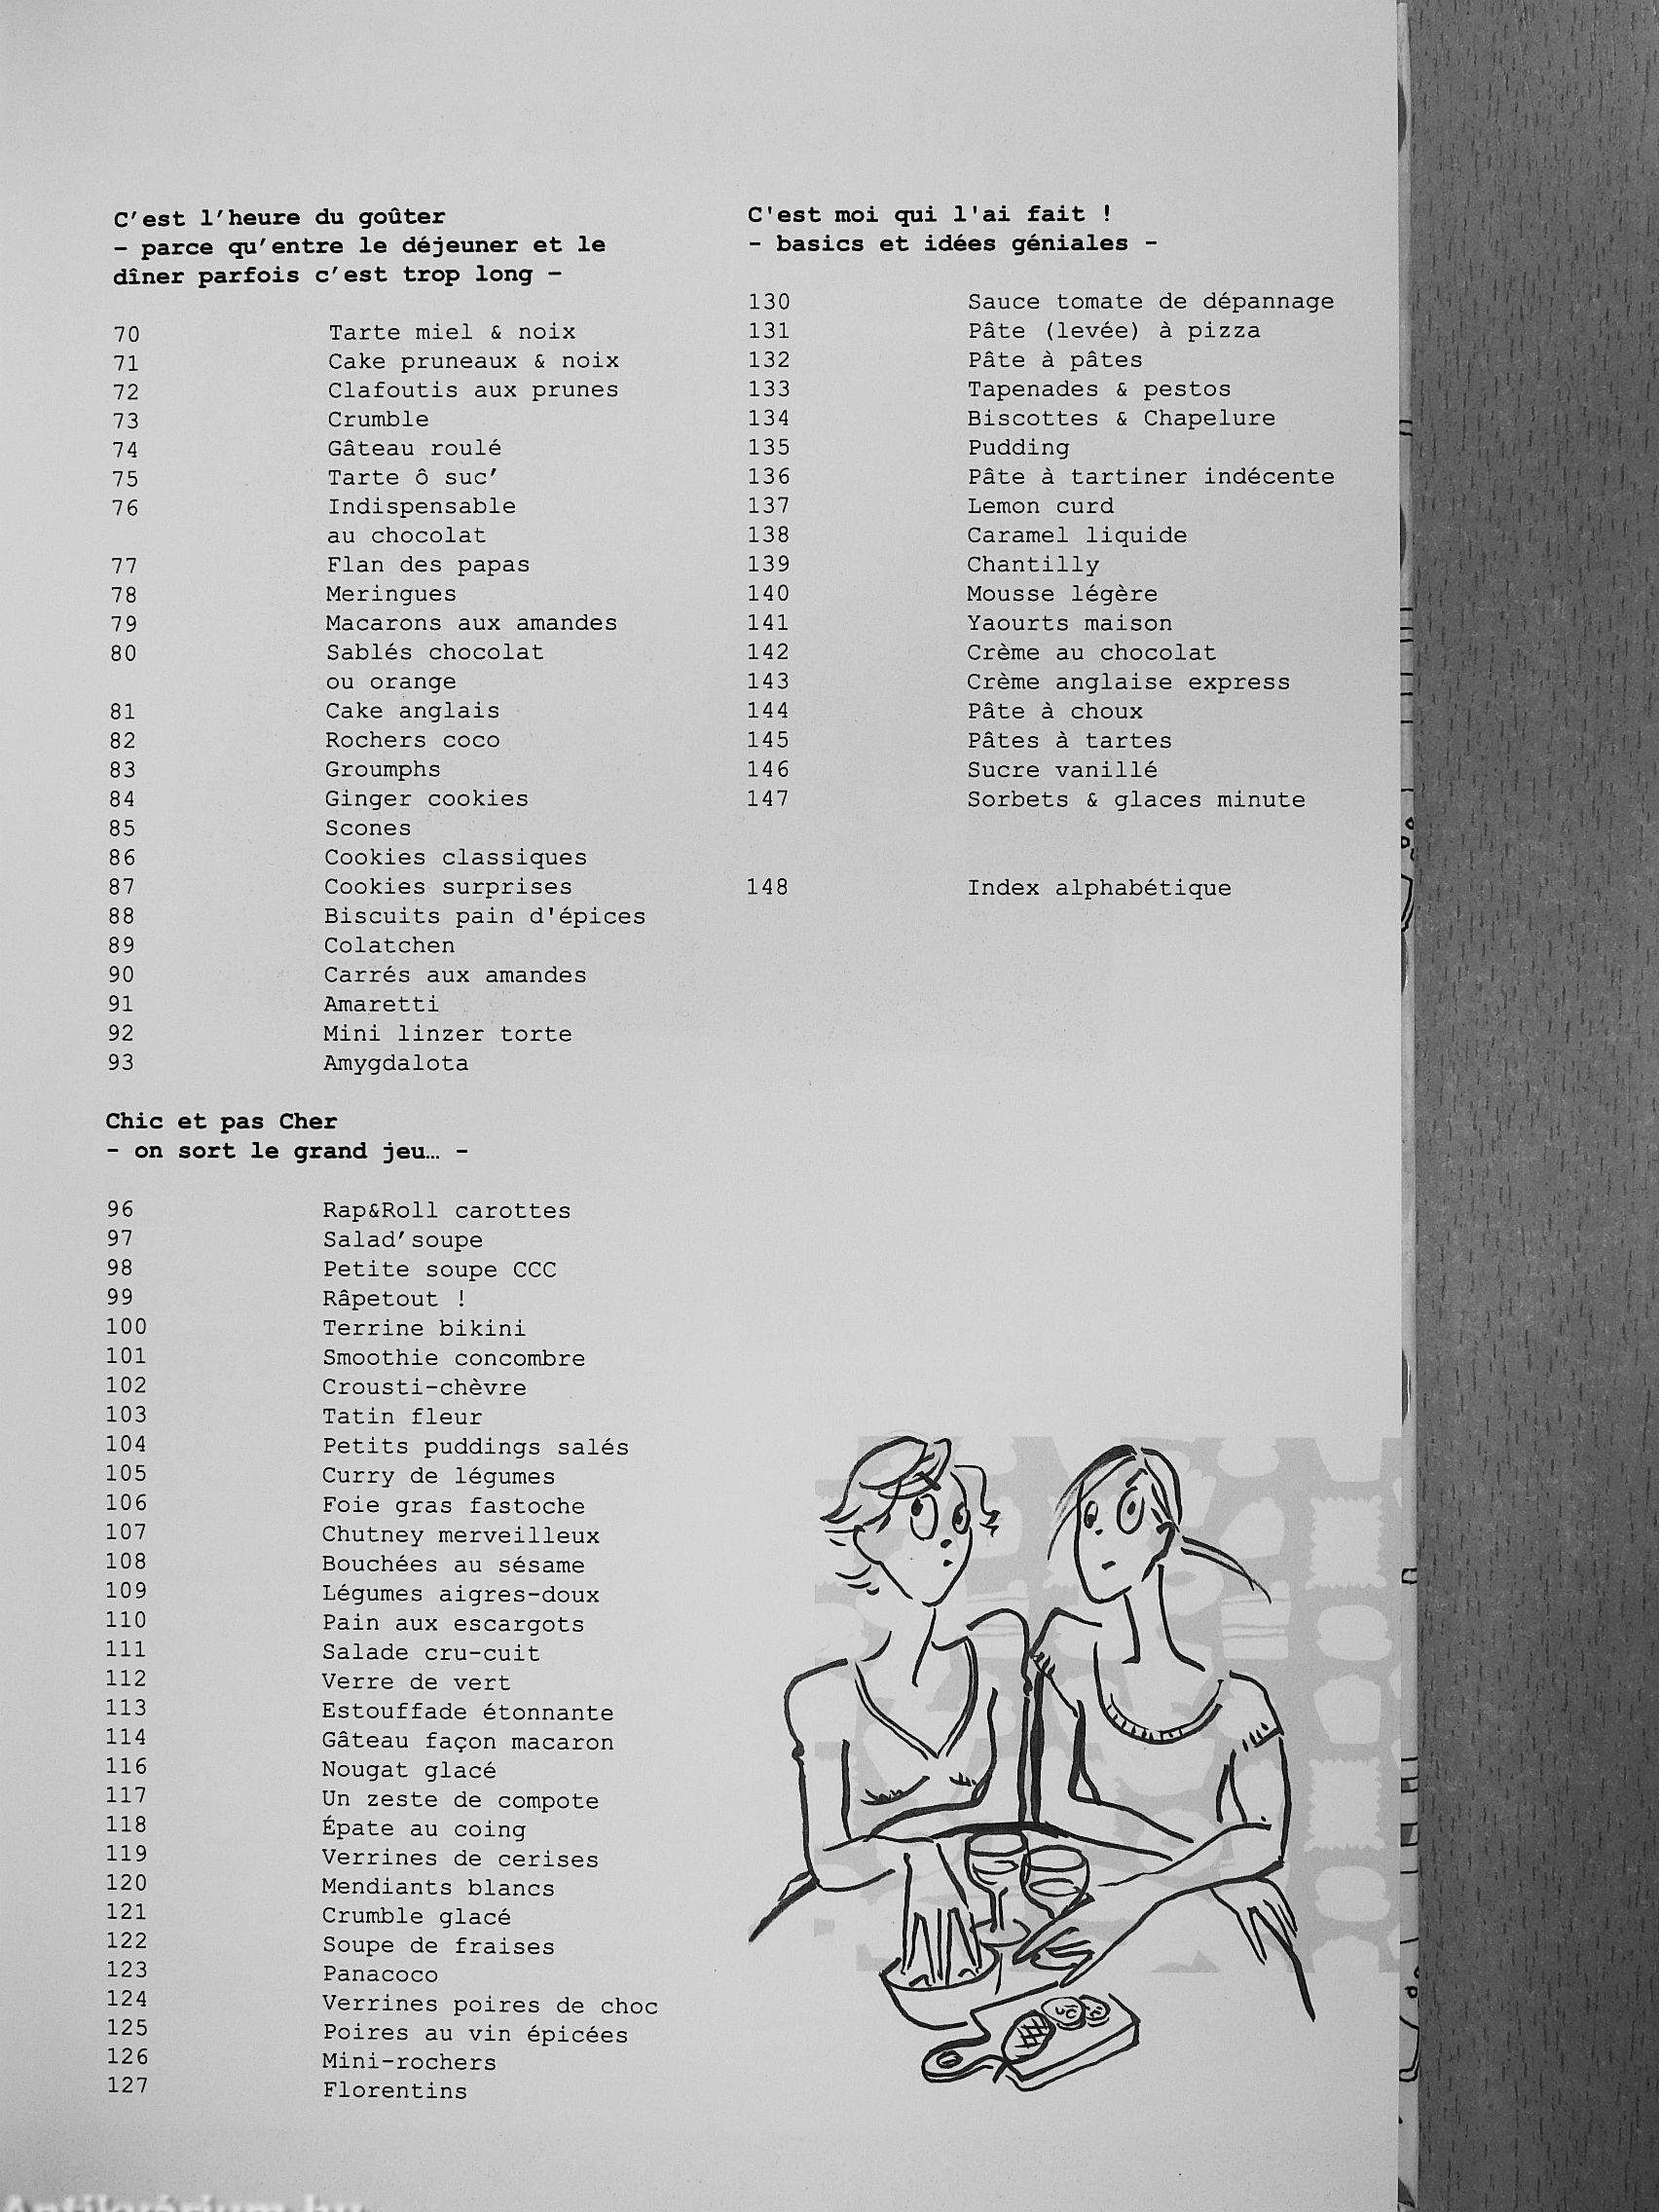 C'est l'heure du goûter
– parce qu'entre le déjeuner et le
dîner parfois c'est trop long –
70 Tarte miel & noix
71 Cake pruneaux & noix
72 Clafoutis aux prunes
73 Crumble
74 Gâteau roulé
75 Tarte ô suc'
76 Indispensable
au chocolat
77 Flan des papas
78 Meringues
79 Macarons aux amandes
80 Sablés chocolat
ou orange
81 Cake anglais
82 Rochers coco
83 Groumphs
84 Ginger cookies
85 Scones
86 Cookies classiques
87 Cookies surprises
88 Biscuits pain d'épices
89 Colatchen
90 Carrés aux amandes
91 Amaretti
92 Mini linzer torte
93 Amygdalota
Chic et pas Cher
- on sort le grand jeu… -
96 Rap&Roll carottes
97 Salad'soupe
98 Petite soupe CCC
99 Râpetout !
100 Terrine bikini
101 Smoothie concombre
102 Crousti-chèvre
103 Tatin fleur
104 Petits puddings salés
105 Curry de légumes
106 Foie gras fastoche
107 Chutney merveilleux
108 Bouchées au sésame
109 Légumes aigres-doux
110 Pain aux escargots
111 Salade cru-cuit
112 Verre de vert
113 Estouffade étonnante
114 Gâteau façon macaron
116 Nougat glacé
117 Un zeste de compote
118 Épate au coing
119 Verrines de cerises
120 Mendiants blancs
121 Crumble glacé
122 Soupe de fraises
123 Panacoco
124 Verrines poires de choc
125 Poires au vin épicées
126 Mini-rochers
127 Florentins
C'est moi qui l'ai fait !
- basics et idées géniales -
130 Sauce tomate de dépannage
131 Pâte (levée) à pizza
132 Pâte à pâtes
133 Tapenades & pestos
134 Biscottes & Chapelure
135 Pudding
136 Pâte à tartiner indécente
137 Lemon curd
138 Caramel liquide
139 Chantilly
140 Mousse légère
141 Yaourts maison
142 Crème au chocolat
143 Crème anglaise express
144 Pâte à choux
145 Pâtes à tartes
146 Sucre vanillé
147 Sorbets & glaces minute
148 Index alphabétique
Antikvárium.hu